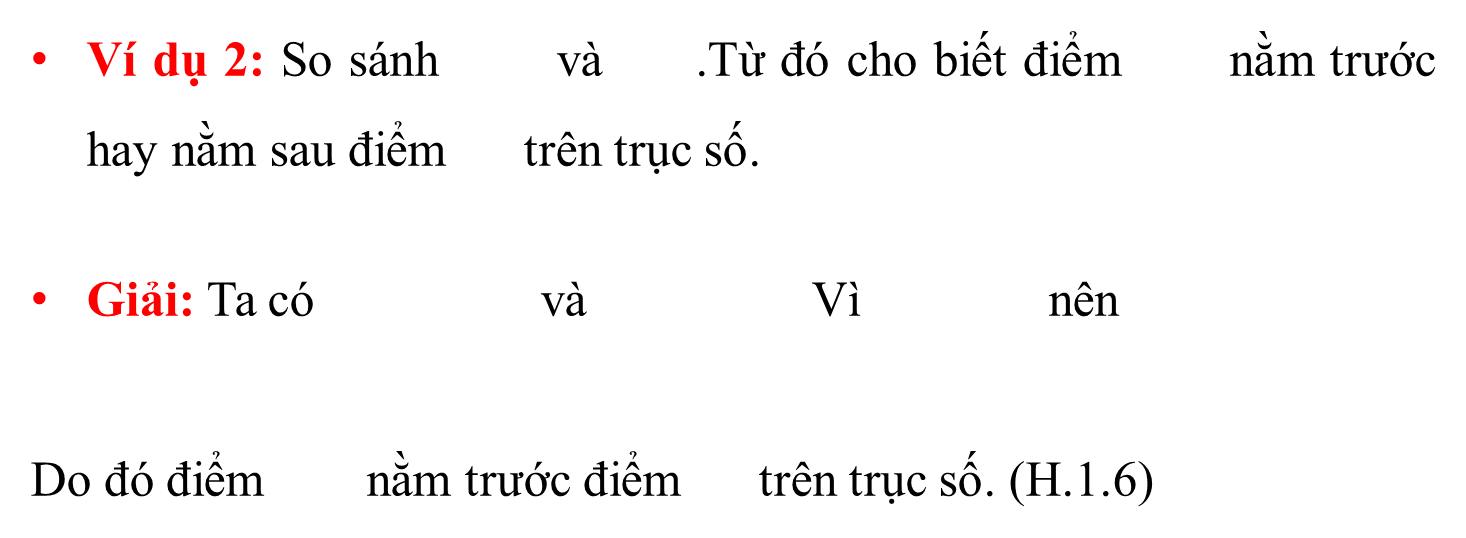 • Ví dụ 2: So sánh và .Từ đó cho biết điểm nằm trước
hay nằm sau điểm trên trục số.
• Giải: Ta có và Vì nên
Do đó điểm nằm trước điểm trên trục số. (H.1.6)